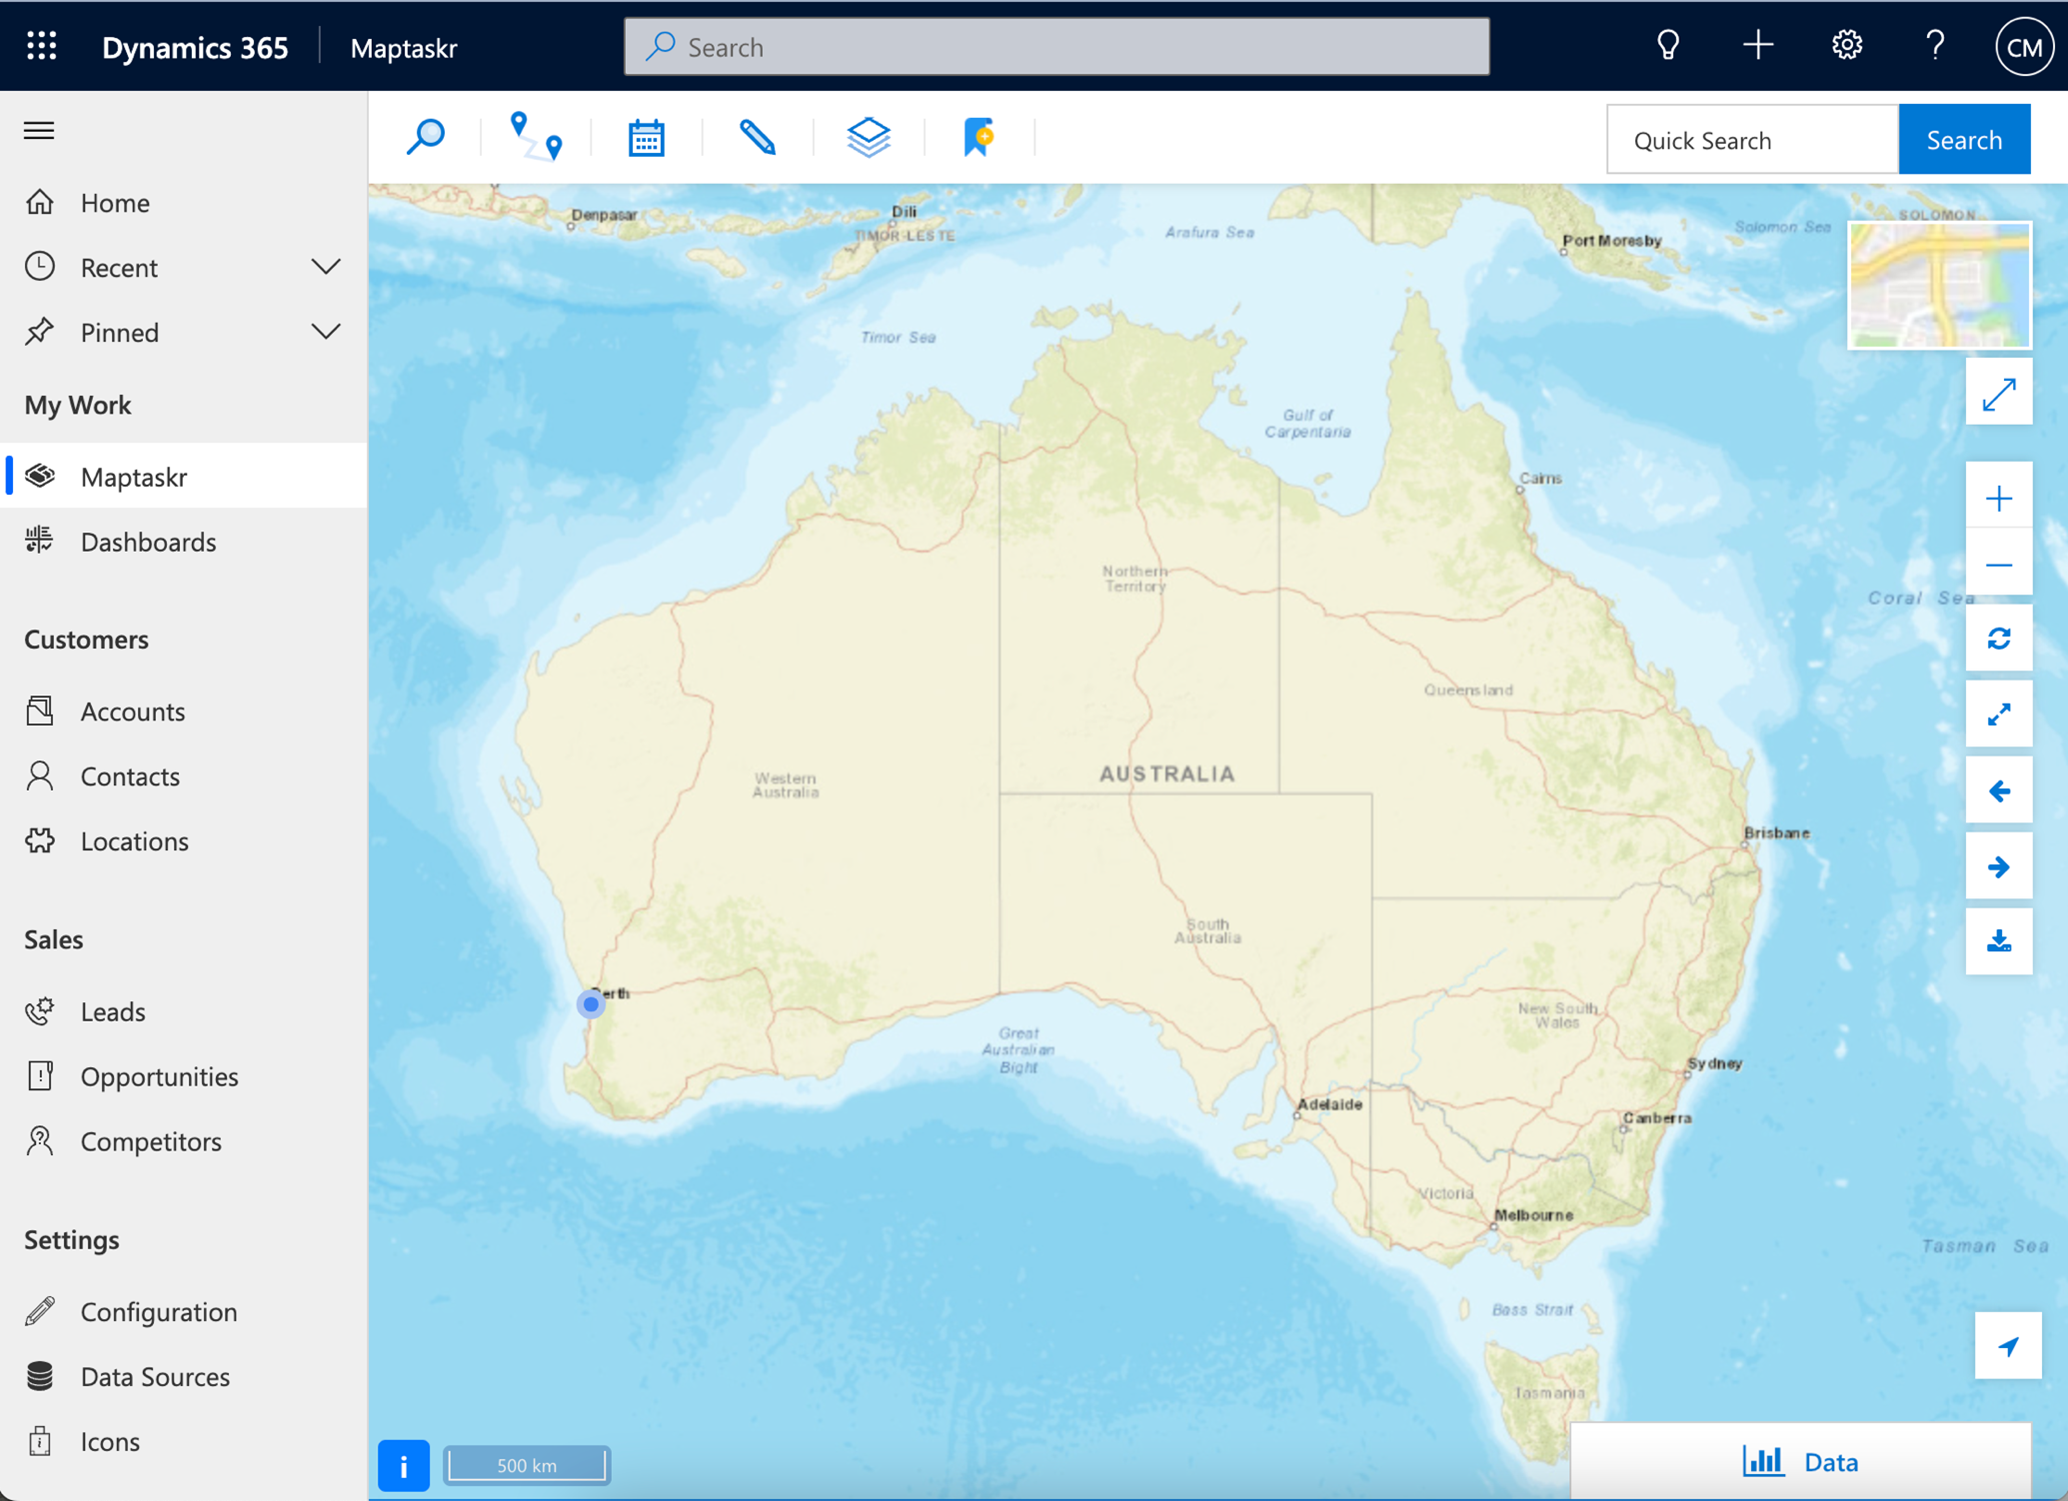 Dynamics 365
Maptaskr
Search
CM
Quick Search
Search
Home
Recent
Pinned
My Work
Maptaskr
Dashboards
Customers
Accounts
Contacts
Locations
Sales
Leads
Opportunities
Competitors
Settings
Configuration
Data Sources
Icons
Denpasar
Dili
TIMOR-LESTE
Arafura Sea
Port Moresby
Solomon Sea
SOLOMON
Timor Sea
Gulf of
Carpentaria
Cairns
Northern
Territory
Coral Sea
Queensland
AUSTRALIA
Western
Australia
Brisbane
South
Australia
Perth
New South
Wales
Great
Australian
Bight
Sydney
Adelaide
Canberra
Victoria
Melbourne
Tasman Sea
Bass Strait
Tasmania
i
500 km
Data